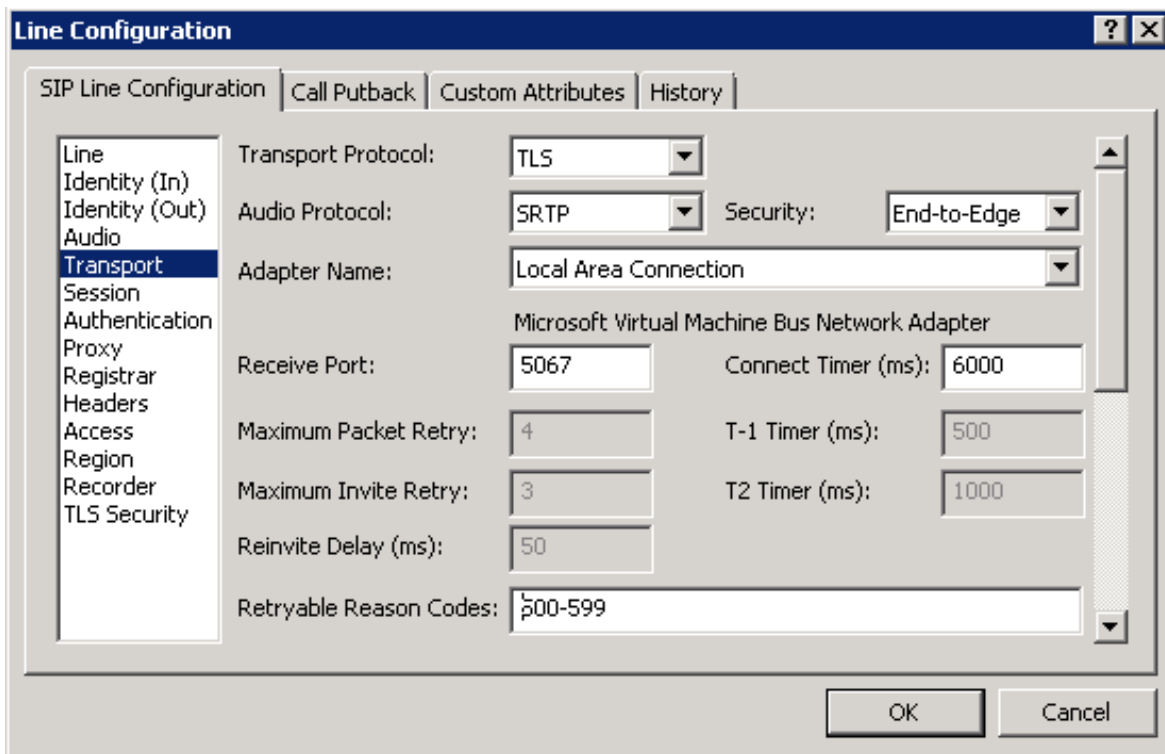 Line Configuration
SIP Line Configuration Call Putback Custom Attributes History
Line
Identity (In)
Identity (Out)
Audio
Transport
Session
Authentication
Proxy
Registrar
Headers
Access
Region
Recorder
TLS Security
Transport Protocol: TLS
Audio Protocol: SRTP Security: End-to-Edge
Adapter Name: Local Area Connection
Microsoft Virtual Machine Bus Network Adapter
Receive Port: 5067 Connect Timer (ms): 6000
Maximum Packet Retry: 4 T-1 Timer (ms): 500
Maximum Invite Retry: 3 T2 Timer (ms): 1000
Reinvite Delay (ms): 50
Retryable Reason Codes: 500-599
OK Cancel